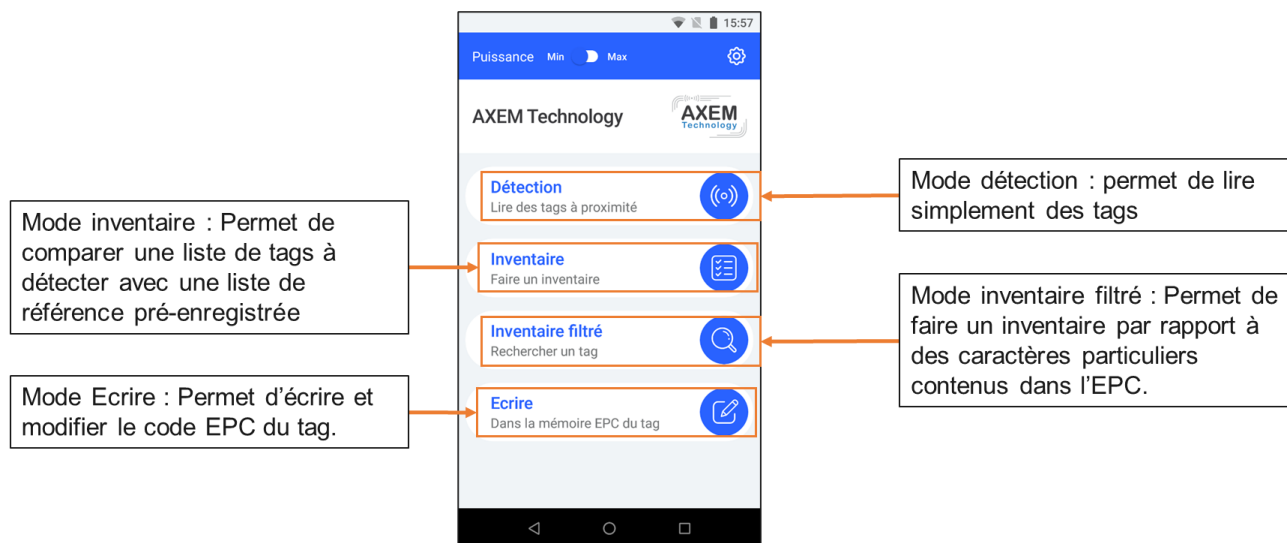 15:57
Puissance Min Max
AXEM Technology
AXEM
Technology
Détection
Lire des tags à proximité
Inventaire
Faire un inventaire
Inventaire filtré
Rechercher un tag
Ecrire
Dans la mémoire EPC du tag
Mode inventaire : Permet de
comparer une liste de tags à
détecter avec une liste de
référence pré-enregistrée
Mode Ecrire : Permet d’écrire et
modifier le code EPC du tag.
Mode détection : permet de lire
simplement des tags
Mode inventaire filtré : Permet de
faire un inventaire par rapport à
des caractères particuliers
contenus dans l’EPC.